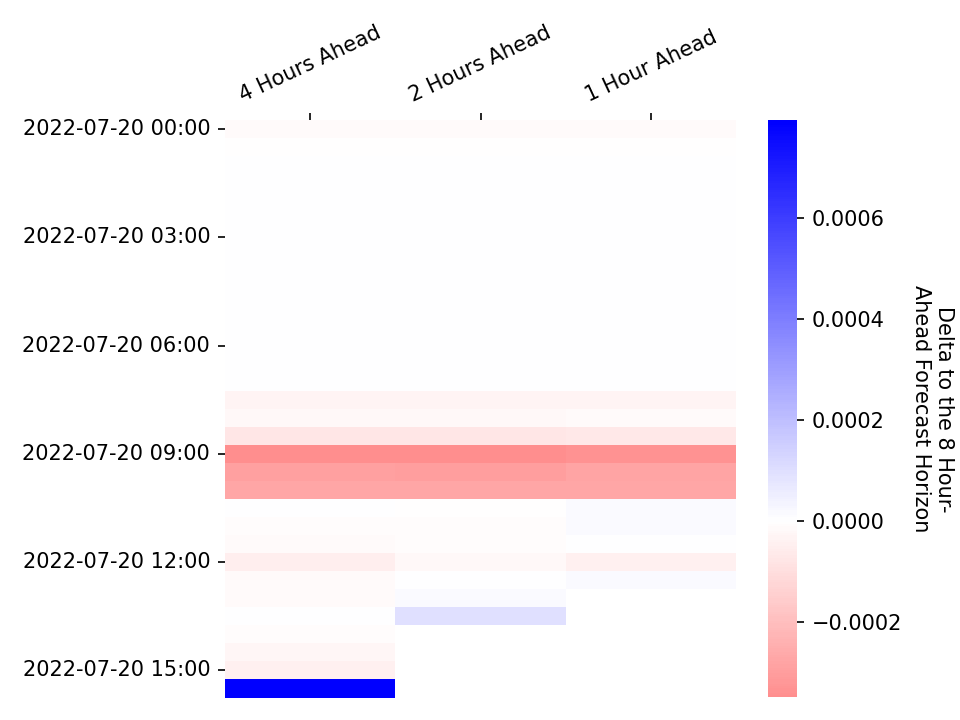 4 Hours Ahead
2 Hours Ahead
1 Hour Ahead
2022-07-20 00:00
2022-07-20 03:00
2022-07-20 06:00
2022-07-20 09:00
2022-07-20 12:00
2022-07-20 15:00
0.0006
0.0004
0.0002
0.0000
−0.0002
Delta to the 8 Hour-
Ahead Forecast Horizon